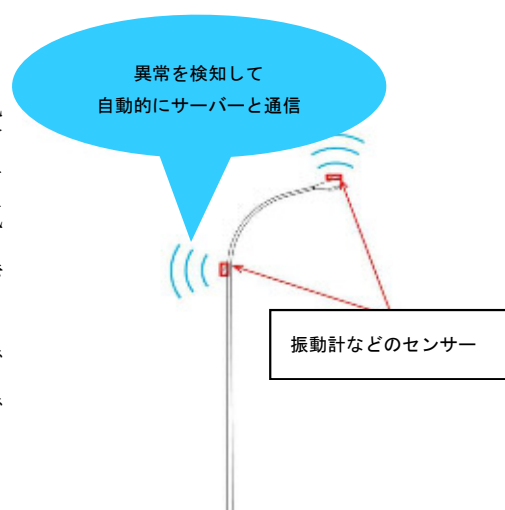 異常を検知して
自動的にサーバーと通信
振動計などのセンサー